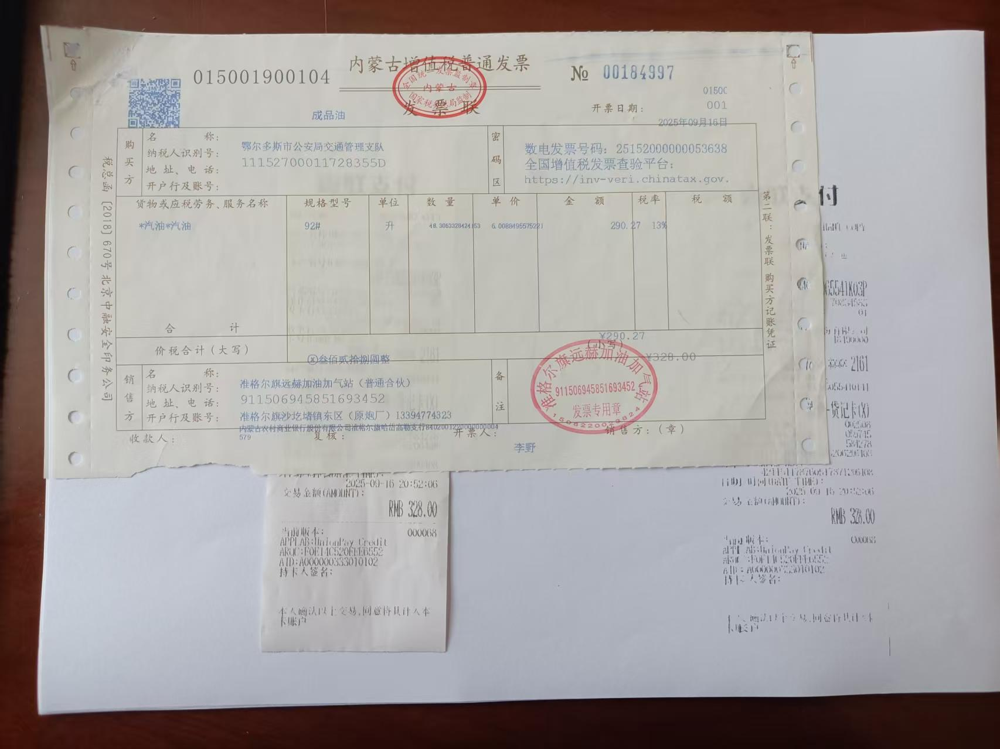 内蒙古增值税普通发票
015001900104
№ 00184997
全国统一发票监制章
内蒙古
国家税务总局监制
发票联
0150C
001
成品油
开票日期:
2025年09月16日
税总函[2018]670号北京中融安全印务公司
购买方
名 称:
鄂尔多斯市公安局交通管理支队
纳税人识别号:
11152700011728355D
地 址、电 话:
开户行及账号:
密码区
数电发票号码: 25152000000053638
全国增值税发票查验平台:
https://inv-veri.chinatax.gov.
货物或应税劳务、服务名称 规格型号 单位 数 量 单 价 金 额 税率 税 额
*汽油*汽油 92# 升 48.3063328424153 6.0088495575221 290.27 13%
合 计
¥290.27
价税合计(大写)
ⓧ叁佰贰拾捌圆整
(小写)
¥328.00
销售方
名 称:
准格尔旗远赫加油加气站(普通合伙)
纳税人识别号:
911506945851693452
地 址、电 话:
准格尔旗沙圪堵镇东区(原炮厂)13394774323
开户行及账号:
内蒙古农村商业银行股份有限公司准格尔旗哈岱高勒支行8402001220000000004
579
备注
准格尔旗远赫加油加气站
911506945851693452
发票专用章
收款人:
复核:
开票人:
李野
销售方:(章)
第二联:发票联 购买方记账凭证
2025-09-16 20:52:06
交易金额(AMOUNT):
RMB 328.00
当前版本:
000068
APPLAB:UnionPay Credit
ARQC:F0E14C520EEE6552
AID:A000000333010102
持卡人签名:
本人确认以上交易,同意将其计入本
卡账户
付
65541K03P
01
2161
贷记卡(X)
日期/时间(DATE TIME):
2025-09-16 20:52:06
交易金额(AMOUNT):
RMB 328.00
当前版本:
000068
APPLAB:UnionPay Credit
ARQC:F0E14C520EEE6552
AID:A000000333010102
持卡人签名:
本人确认以上交易,同意将其计入本
卡账户